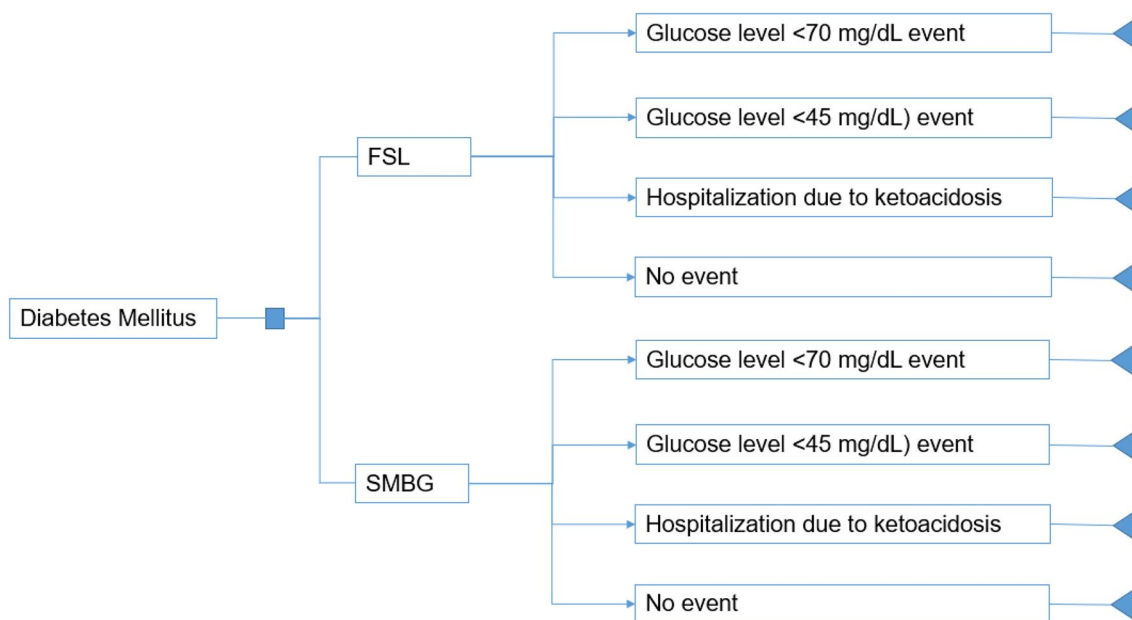 Glucose level <70 mg/dL event
Glucose level <45 mg/dL) event
FSL
Hospitalization due to ketoacidosis
No event
Diabetes Mellitus
Glucose level <70 mg/dL event
Glucose level <45 mg/dL) event
SMBG
Hospitalization due to ketoacidosis
No event